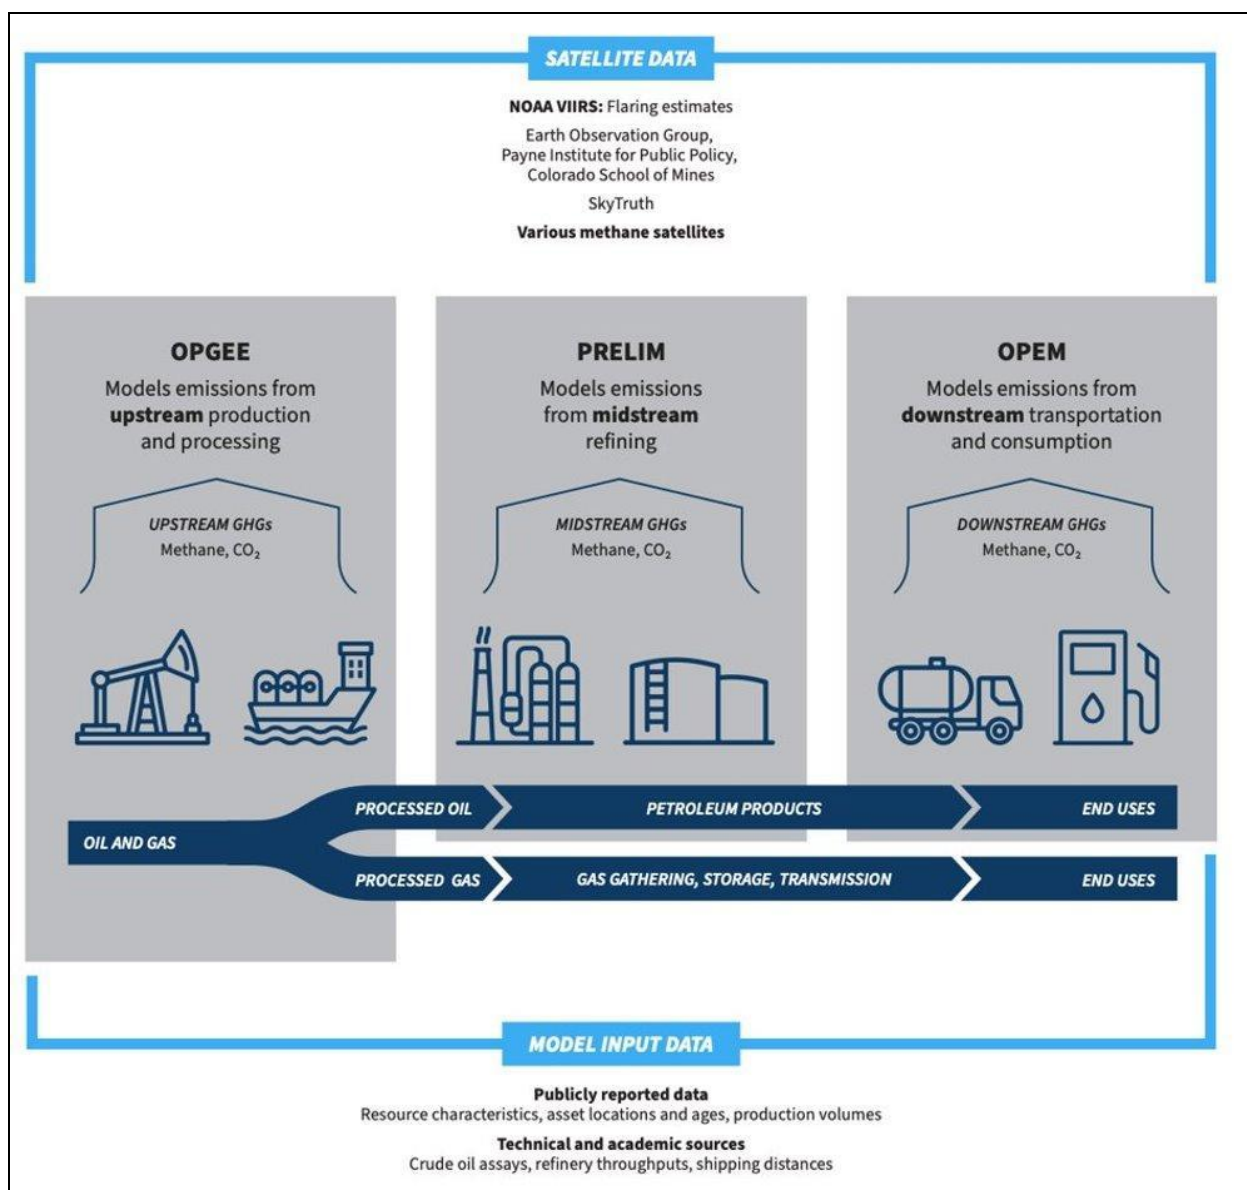 SATELLITE DATA
NOAA VIIRS: Flaring estimates
Earth Observation Group,
Payne Institute for Public Policy,
Colorado School of Mines
SkyTruth
Various methane satellites
OPGEE
Models emissions from
upstream production
and processing
UPSTREAM GHGs
Methane, CO₂
PRELIM
Models emissions
from midstream
refining
MIDSTREAM GHGs
Methane, CO₂
OPEM
Models emissions from
downstream transportation
and consumption
DOWNSTREAM GHGs
Methane, CO₂
OIL AND GAS
PROCESSED OIL
PETROLEUM PRODUCTS
END USES
PROCESSED GAS
GAS GATHERING, STORAGE, TRANSMISSION
END USES
MODEL INPUT DATA
Publicly reported data
Resource characteristics, asset locations and ages, production volumes
Technical and academic sources
Crude oil assays, refinery throughputs, shipping distances